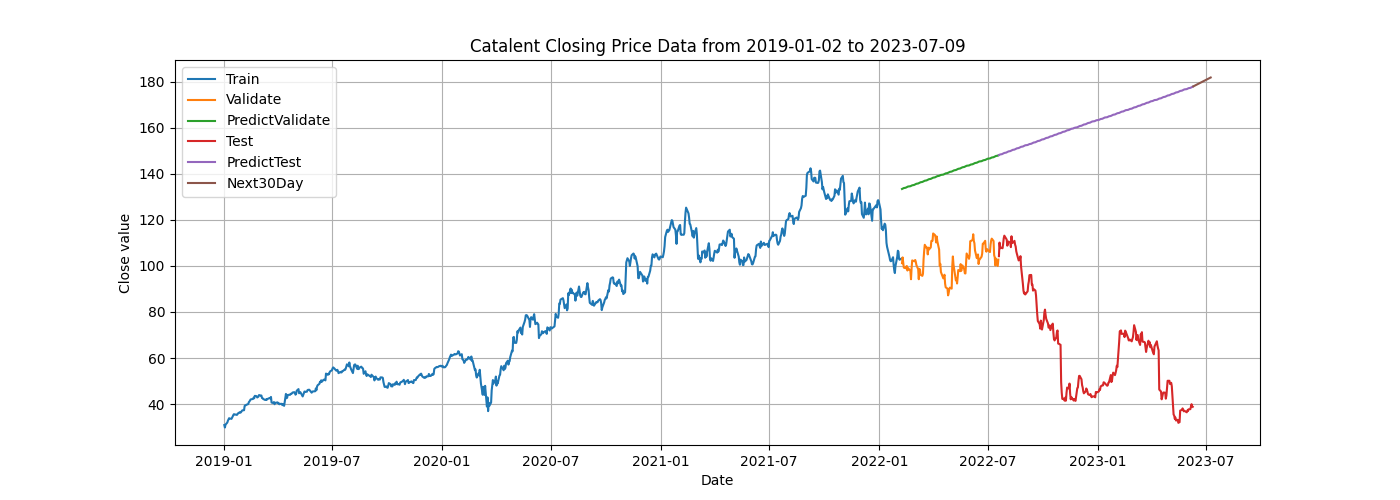 Catalent Closing Price Data from 2019-01-02 to 2023-07-09
Train
Validate
PredictValidate
Test
PredictTest
Next30Day
Close value
180
160
140
120
100
80
60
40
2019-01 2019-07 2020-01 2020-07 2021-01 2021-07 2022-01 2022-07 2023-01 2023-07
Date